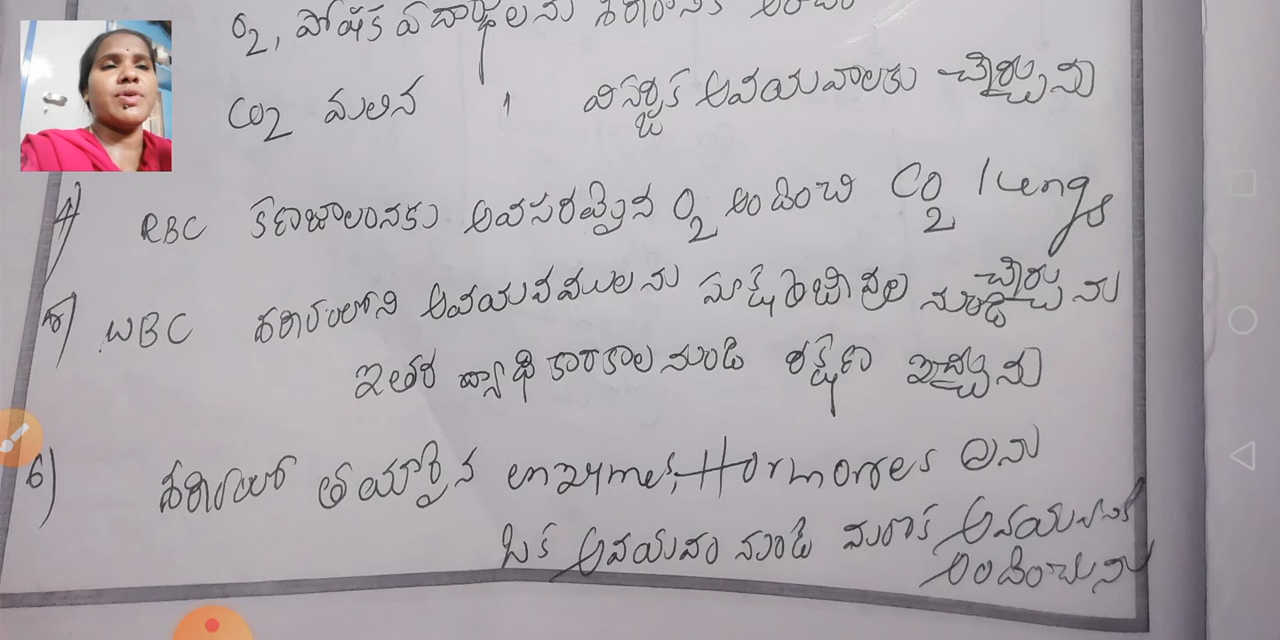 O2, పోషక పదార్థాలను శరీరానికి
CO2 మలిన విసర్జక అవయవాలకు చేర్చును
4) RBC కణజాలానకు అవసరమైన O2 అందించి CO2 lungs
చేర్చును
5) WBC శరీరంలోని అవయవములను సూక్ష్మజీవుల నుండి
ఇతర వ్యాధి కారకాల నుండి రక్షణ ఇచ్చును
6) శరీరంలో తయారైన enzymes, Hormones లను
ఒక అవయవం నుండి మరొక అవయవానికి
అందించును